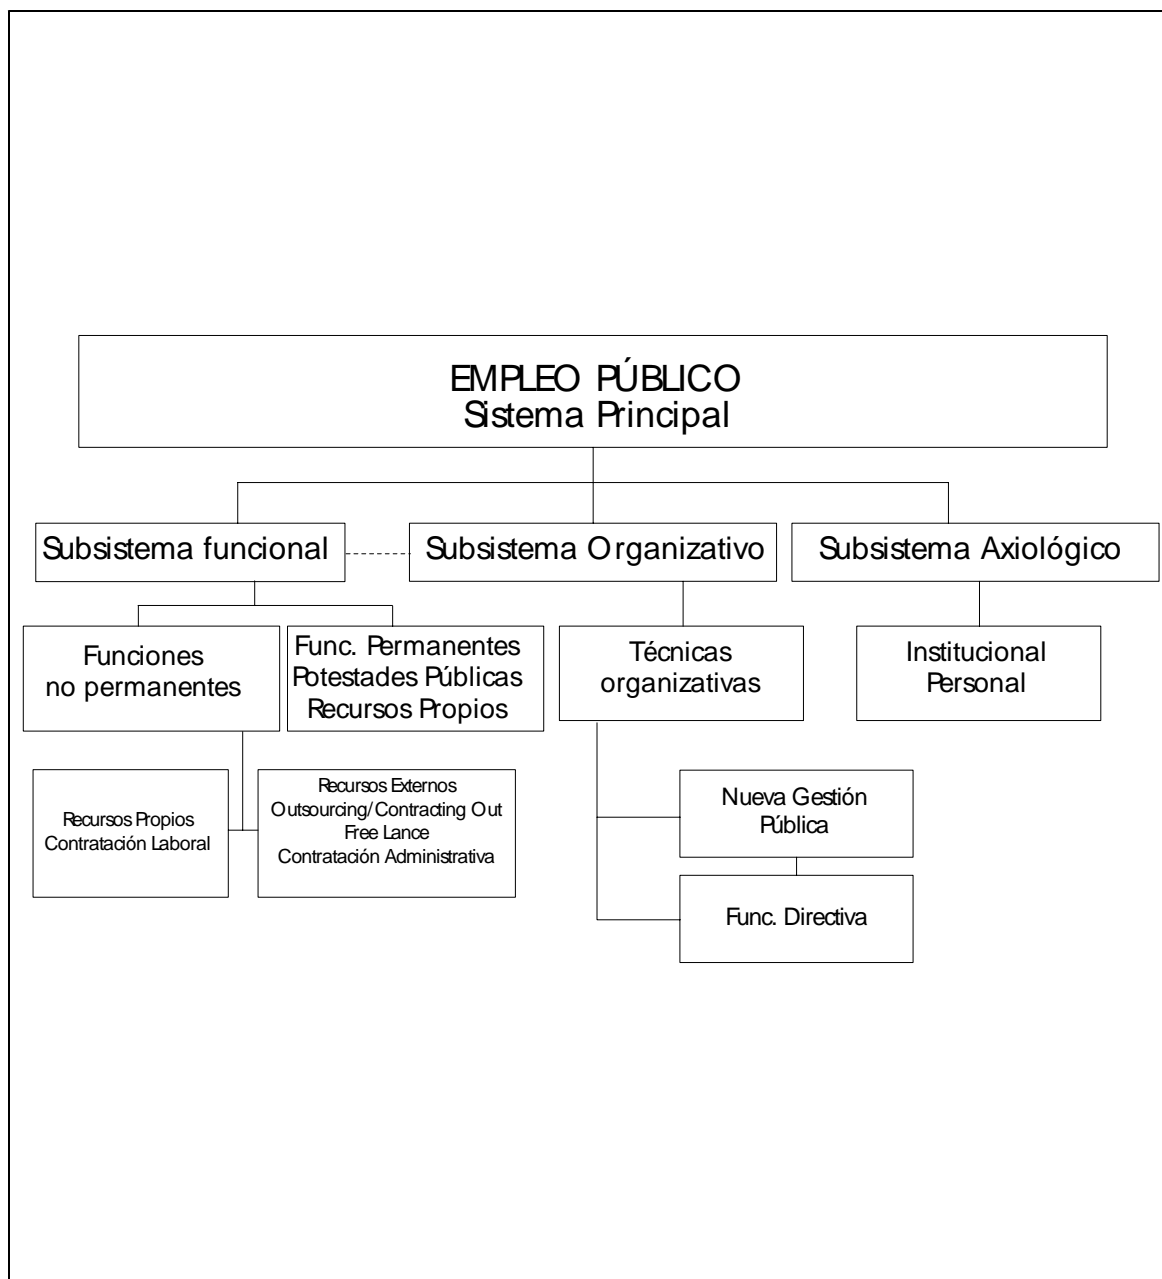 EMPLEO PÚBLICO
Sistema Principal
Subsistema funcional
Subsistema Organizativo
Subsistema Axiológico
Funciones
no permanentes
Func. Permanentes
Potestades Públicas
Recursos Propios
Técnicas
organizativas
Institucional
Personal
Recursos Propios
Contratación Laboral
Recursos Externos
Outsourcing/Contracting Out
Free Lance
Contratación Administrativa
Nueva Gestión
Pública
Func. Directiva